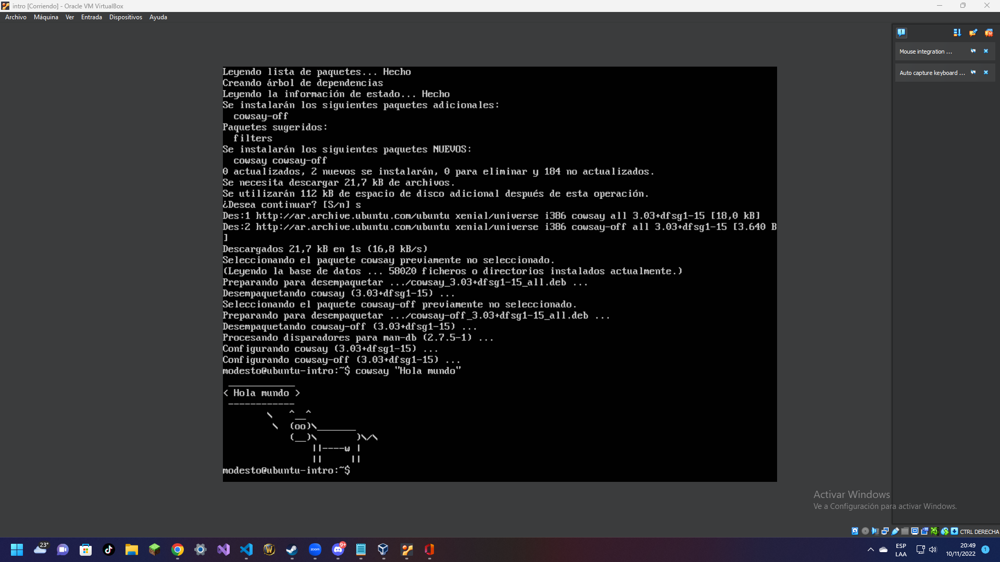 intro [Corriendo] - Oracle VM VirtualBox
Archivo Máquina Ver Entrada Dispositivos Ayuda
Mouse integration ...
Auto capture keyboard ...
Leyendo lista de paquetes... Hecho
Creando árbol de dependencias
Leyendo la información de estado... Hecho
Se instalarán los siguientes paquetes adicionales:
  cowsay-off
Paquetes sugeridos:
  filters
Se instalarán los siguientes paquetes NUEVOS:
  cowsay cowsay-off
0 actualizados, 2 nuevos se instalarán, 0 para eliminar y 184 no actualizados.
Se necesita descargar 21,7 kB de archivos.
Se utilizarán 112 kB de espacio de disco adicional después de esta operación.
¿Desea continuar? [S/n] s
Des:1 http://ar.archive.ubuntu.com/ubuntu xenial/universe i386 cowsay all 3.03+dfsg1-15 [18,0 kB]
Des:2 http://ar.archive.ubuntu.com/ubuntu xenial/universe i386 cowsay-off all 3.03+dfsg1-15 [3.640 B
]
Descargados 21,7 kB en 1s (16,8 kB/s)
Seleccionando el paquete cowsay previamente no seleccionado.
(Leyendo la base de datos ... 58020 ficheros o directorios instalados actualmente.)
Preparando para desempaquetar .../cowsay_3.03+dfsg1-15_all.deb ...
Desempaquetando cowsay (3.03+dfsg1-15) ...
Seleccionando el paquete cowsay-off previamente no seleccionado.
Preparando para desempaquetar .../cowsay-off_3.03+dfsg1-15_all.deb ...
Desempaquetando cowsay-off (3.03+dfsg1-15) ...
Procesando disparadores para man-db (2.7.5-1) ...
Configurando cowsay (3.03+dfsg1-15) ...
Configurando cowsay-off (3.03+dfsg1-15) ...
modesto@ubuntu-intro:~$ cowsay "Hola mundo"
 ____________
< Hola mundo >
 ------------
        \   ^__^
         \  (oo)\_______
            (__)\       )\/\
                ||----w |
                ||     ||
modesto@ubuntu-intro:~$
Activar Windows
Ve a Configuración para activar Windows.
CTRL DERECHA
23°
zoom
9+
ESP
LAA
20:49
10/11/2022
1